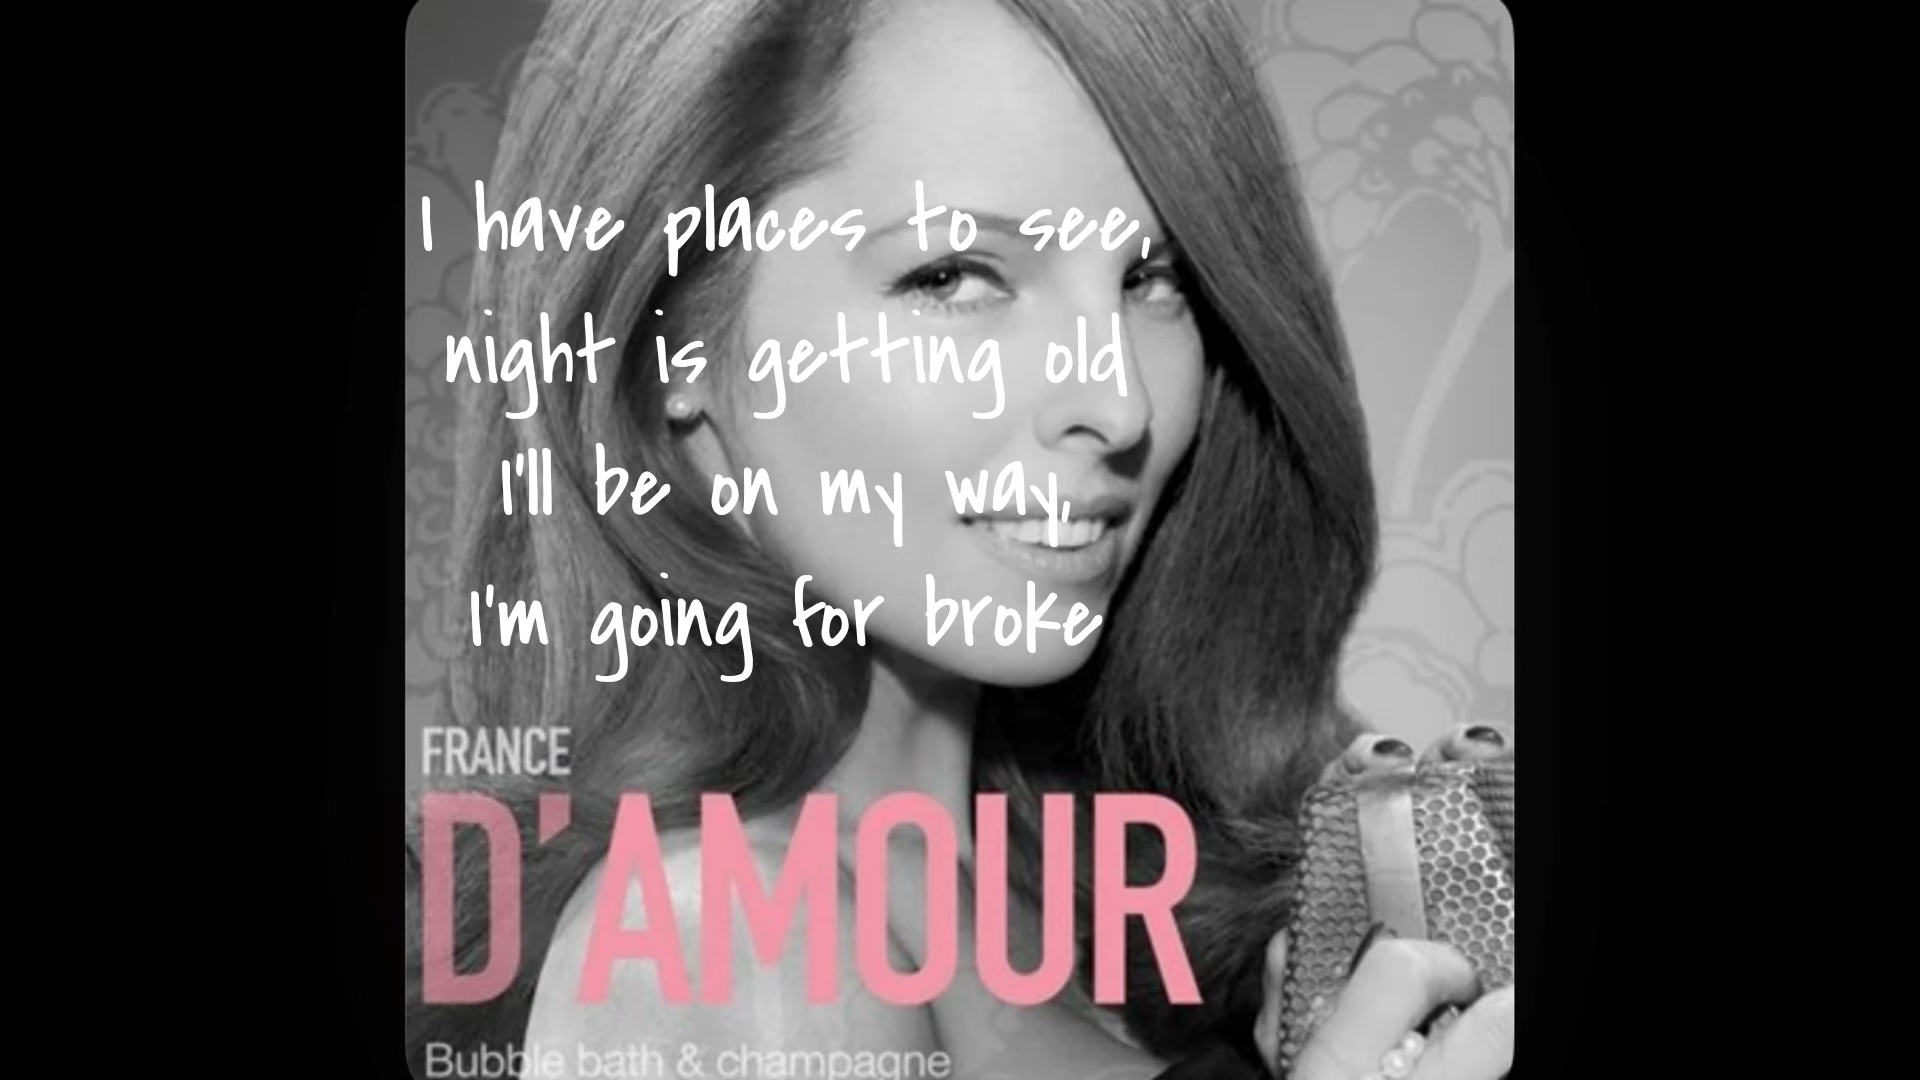 I have places to see,
night is getting old
I'll be on my way,
I'm going for broke
FRANCE
D'AMOUR
Bubble bath & champagne